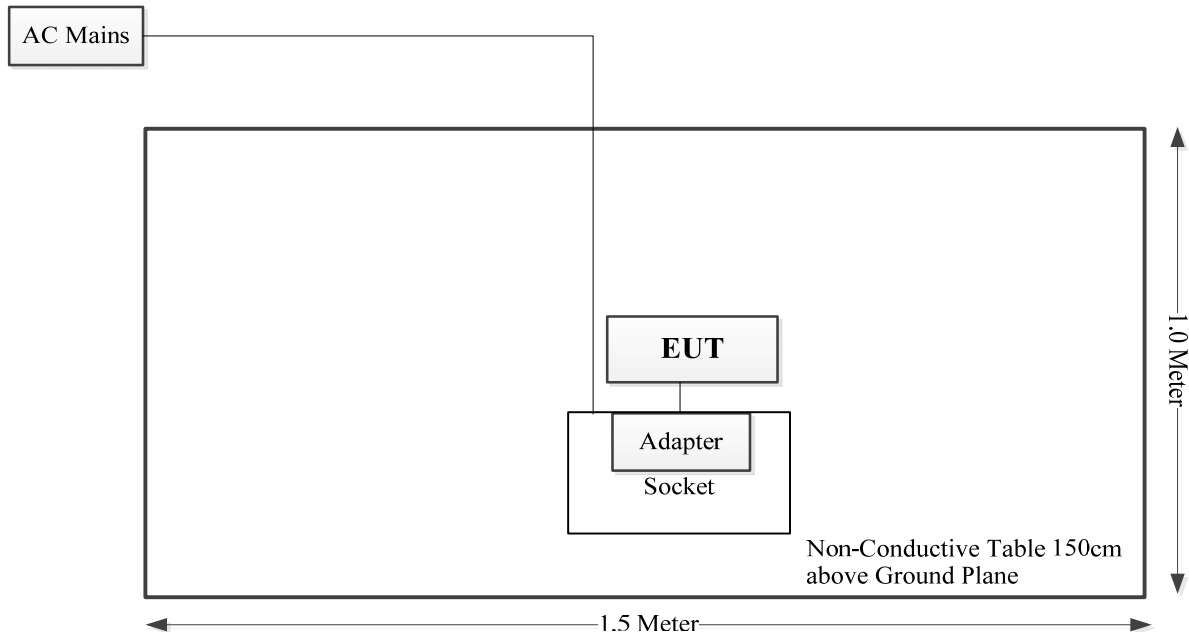 AC Mains
EUT
Adapter
Socket
Non-Conductive Table 150cm
above Ground Plane
1.0 Meter
1.5 Meter